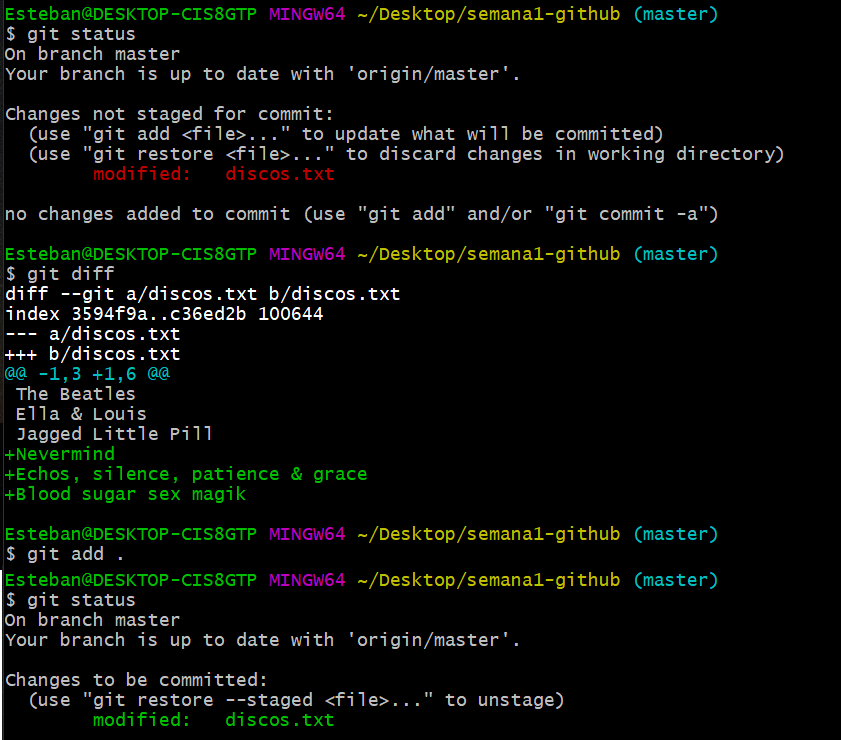 Esteban@DESKTOP-CIS8GTP MINGW64 ~/Desktop/semana1-github (master)
$ git status
On branch master
Your branch is up to date with 'origin/master'.

Changes not staged for commit:
  (use "git add <file>..." to update what will be committed)
  (use "git restore <file>..." to discard changes in working directory)
        modified:   discos.txt

no changes added to commit (use "git add" and/or "git commit -a")

Esteban@DESKTOP-CIS8GTP MINGW64 ~/Desktop/semana1-github (master)
$ git diff
diff --git a/discos.txt b/discos.txt
index 3594f9a..c36ed2b 100644
--- a/discos.txt
+++ b/discos.txt
@@ -1,3 +1,6 @@
 The Beatles
 Ella & Louis
 Jagged Little Pill
+Nevermind
+Echos, silence, patience & grace
+Blood sugar sex magik

Esteban@DESKTOP-CIS8GTP MINGW64 ~/Desktop/semana1-github (master)
$ git add .
Esteban@DESKTOP-CIS8GTP MINGW64 ~/Desktop/semana1-github (master)
$ git status
On branch master
Your branch is up to date with 'origin/master'.

Changes to be committed:
  (use "git restore --staged <file>..." to unstage)
        modified:   discos.txt